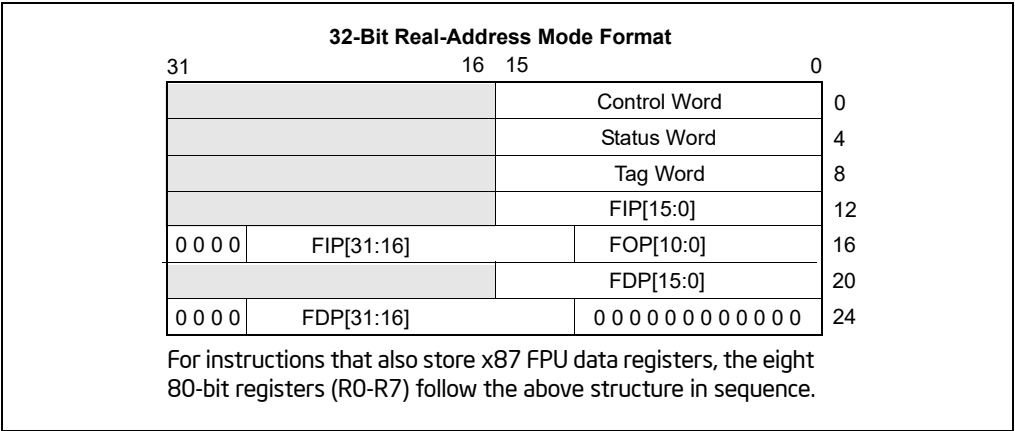 32-Bit Real-Address Mode Format
31 16 15 0
Control Word 0
Status Word 4
Tag Word 8
FIP[15:0] 12
0 0 0 0 FIP[31:16] FOP[10:0] 16
FDP[15:0] 20
0 0 0 0 FDP[31:16] 0 0 0 0 0 0 0 0 0 0 0 0 24
For instructions that also store x87 FPU data registers, the eight
80-bit registers (R0-R7) follow the above structure in sequence.